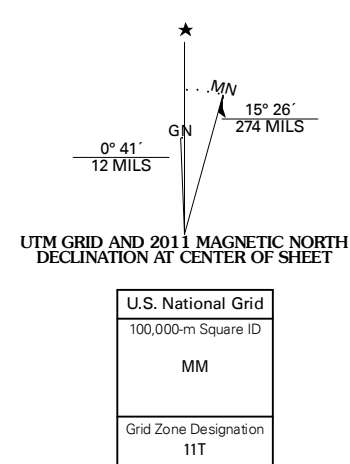 ★
MN
15° 26´
274 MILS
GN
0° 41´
12 MILS
UTM GRID AND 2011 MAGNETIC NORTH
DECLINATION AT CENTER OF SHEET
U.S. National Grid
100,000-m Square ID
MM
Grid Zone Designation
11T